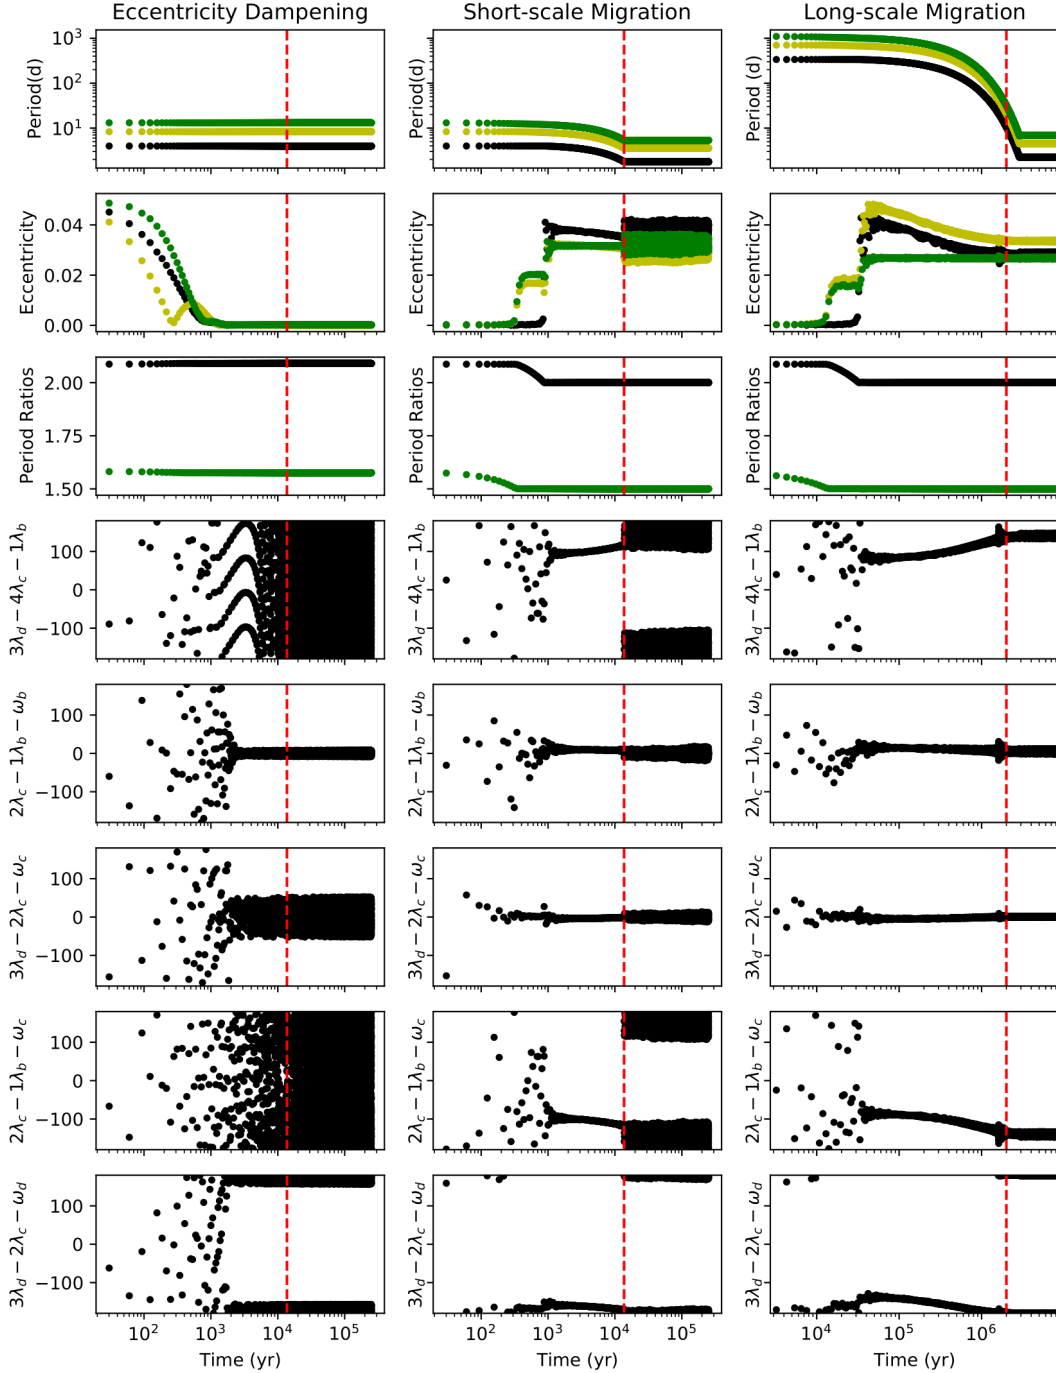 Eccentricity Dampening Short-scale Migration Long-scale Migration
Period(d) 10³ 10² 10¹ Period(d) Period (d)
Eccentricity 0.04 0.02 0.00 Eccentricity Eccentricity
Period Ratios 2.00 1.75 1.50 Period Ratios Period Ratios
3λ_d − 4λ_c − 1λ_b 100 0 −100 3λ_d − 4λ_c − 1λ_b 3λ_d − 4λ_c − 1λ_b
2λ_c − 1λ_b − ω_b 100 0 −100 2λ_c − 1λ_b − ω_b 2λ_c − 1λ_b − ω_b
3λ_d − 2λ_c − ω_c 100 0 −100 3λ_d − 2λ_c − ω_c 3λ_d − 2λ_c − ω_c
2λ_c − 1λ_b − ω_c 100 0 −100 2λ_c − 1λ_b − ω_c 2λ_c − 1λ_b − ω_c
3λ_d − 2λ_c − ω_d 100 0 −100 3λ_d − 2λ_c − ω_d 3λ_d − 2λ_c − ω_d
10² 10³ 10⁴ 10⁵ 10² 10³ 10⁴ 10⁵ 10⁴ 10⁵ 10⁶
Time (yr) Time (yr) Time (yr)